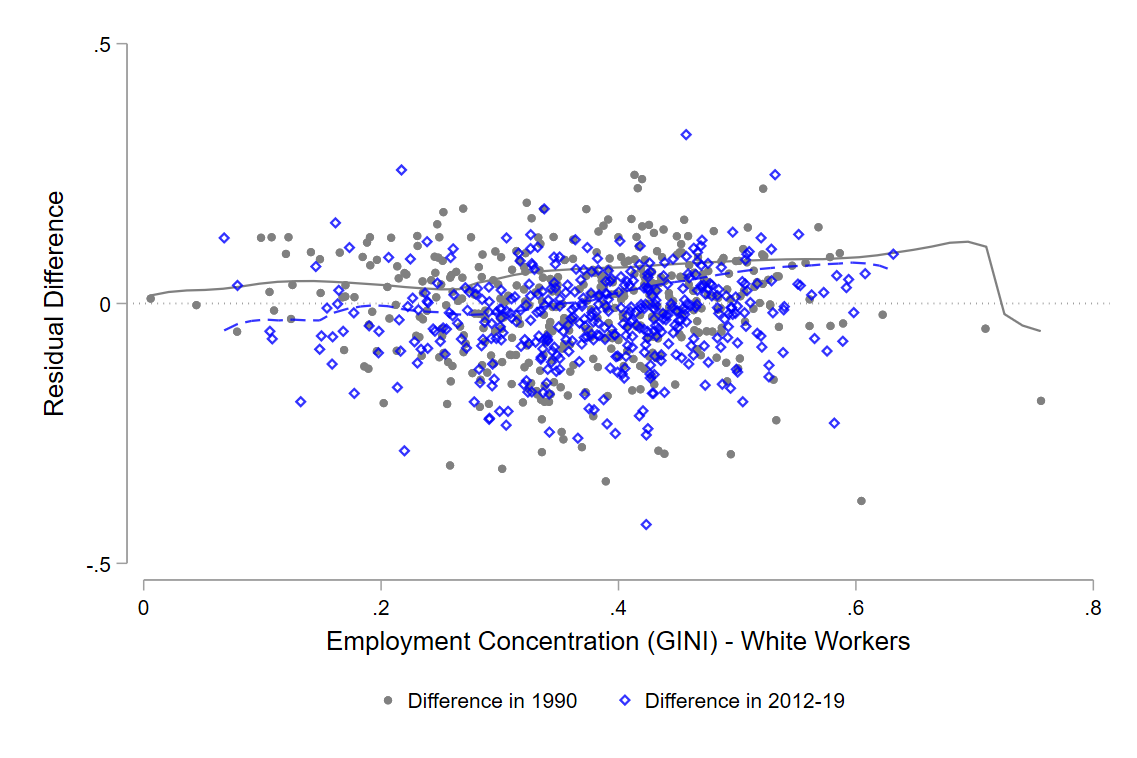 .5
0
-.5
Residual Difference
0
.2
.4
.6
.8
Employment Concentration (GINI) - White Workers
Difference in 1990
Difference in 2012-19